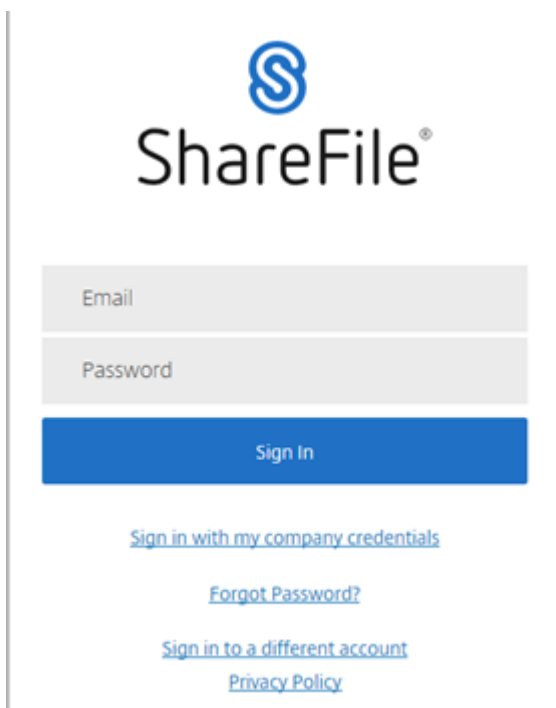 ShareFile®
Email
Password
Sign In
Sign in with my company credentials
Forgot Password?
Sign in to a different account
Privacy Policy